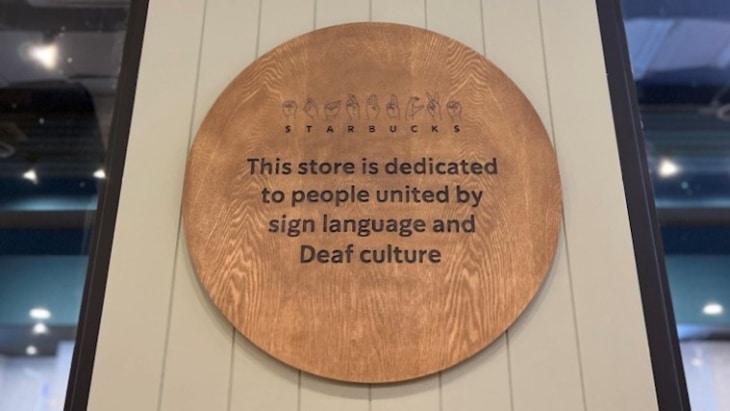 STARBUCKS
This store is dedicated
to people united by
sign language and
Deaf culture